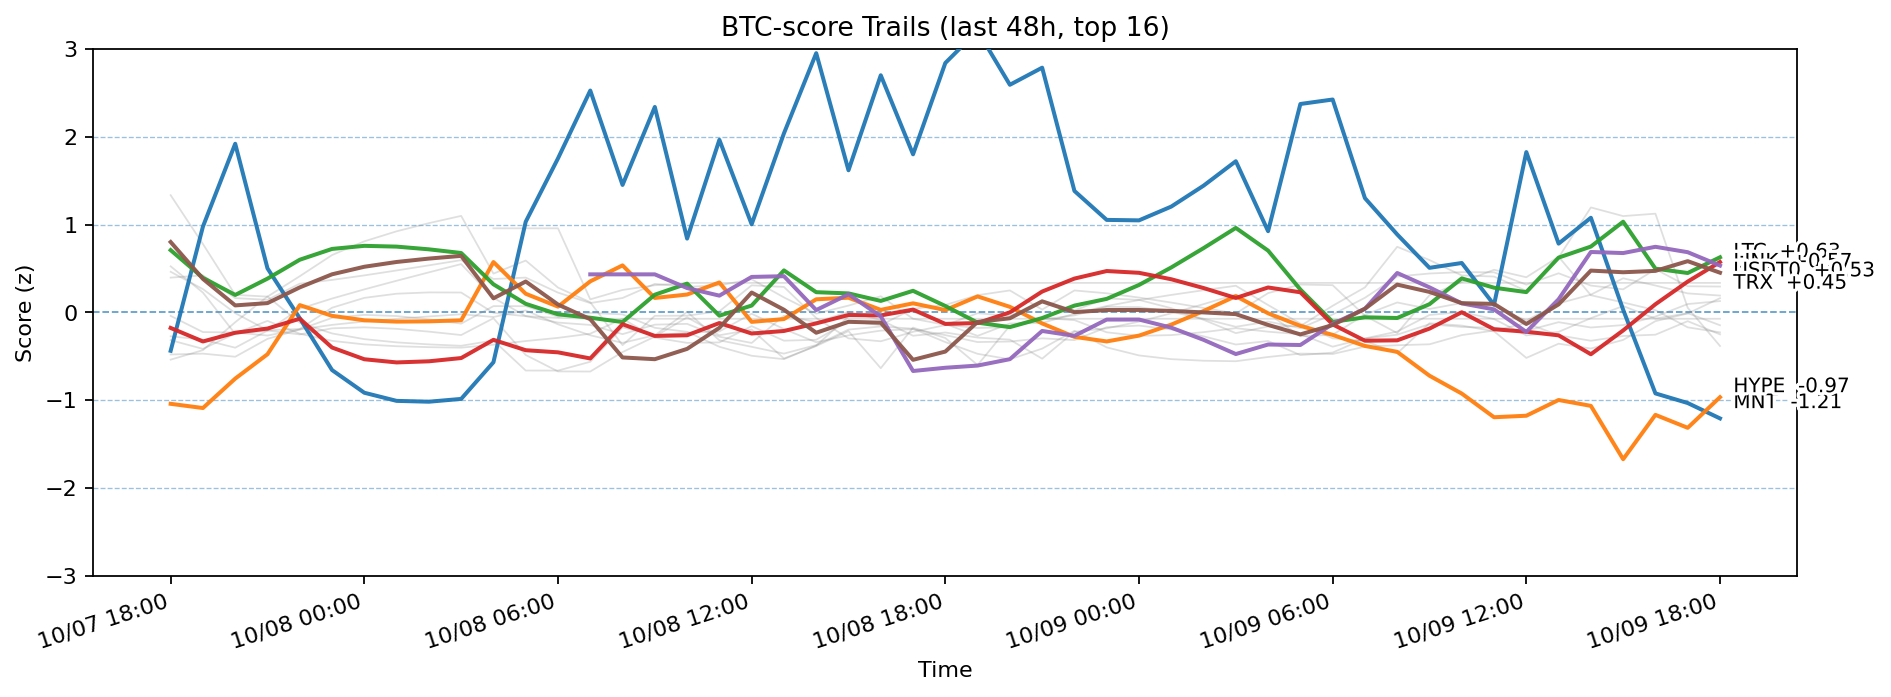 BTC-score Trails (last 48h, top 16)
Score (z)
3
2
1
0
−1
−2
−3
LTC +0.63
LINK +0.57
USDT0 +0.53
TRX +0.45
HYPE -0.97
MNT -1.21
10/07 18:00
10/08 00:00
10/08 06:00
10/08 12:00
10/08 18:00
10/09 00:00
10/09 06:00
10/09 12:00
10/09 18:00
Time